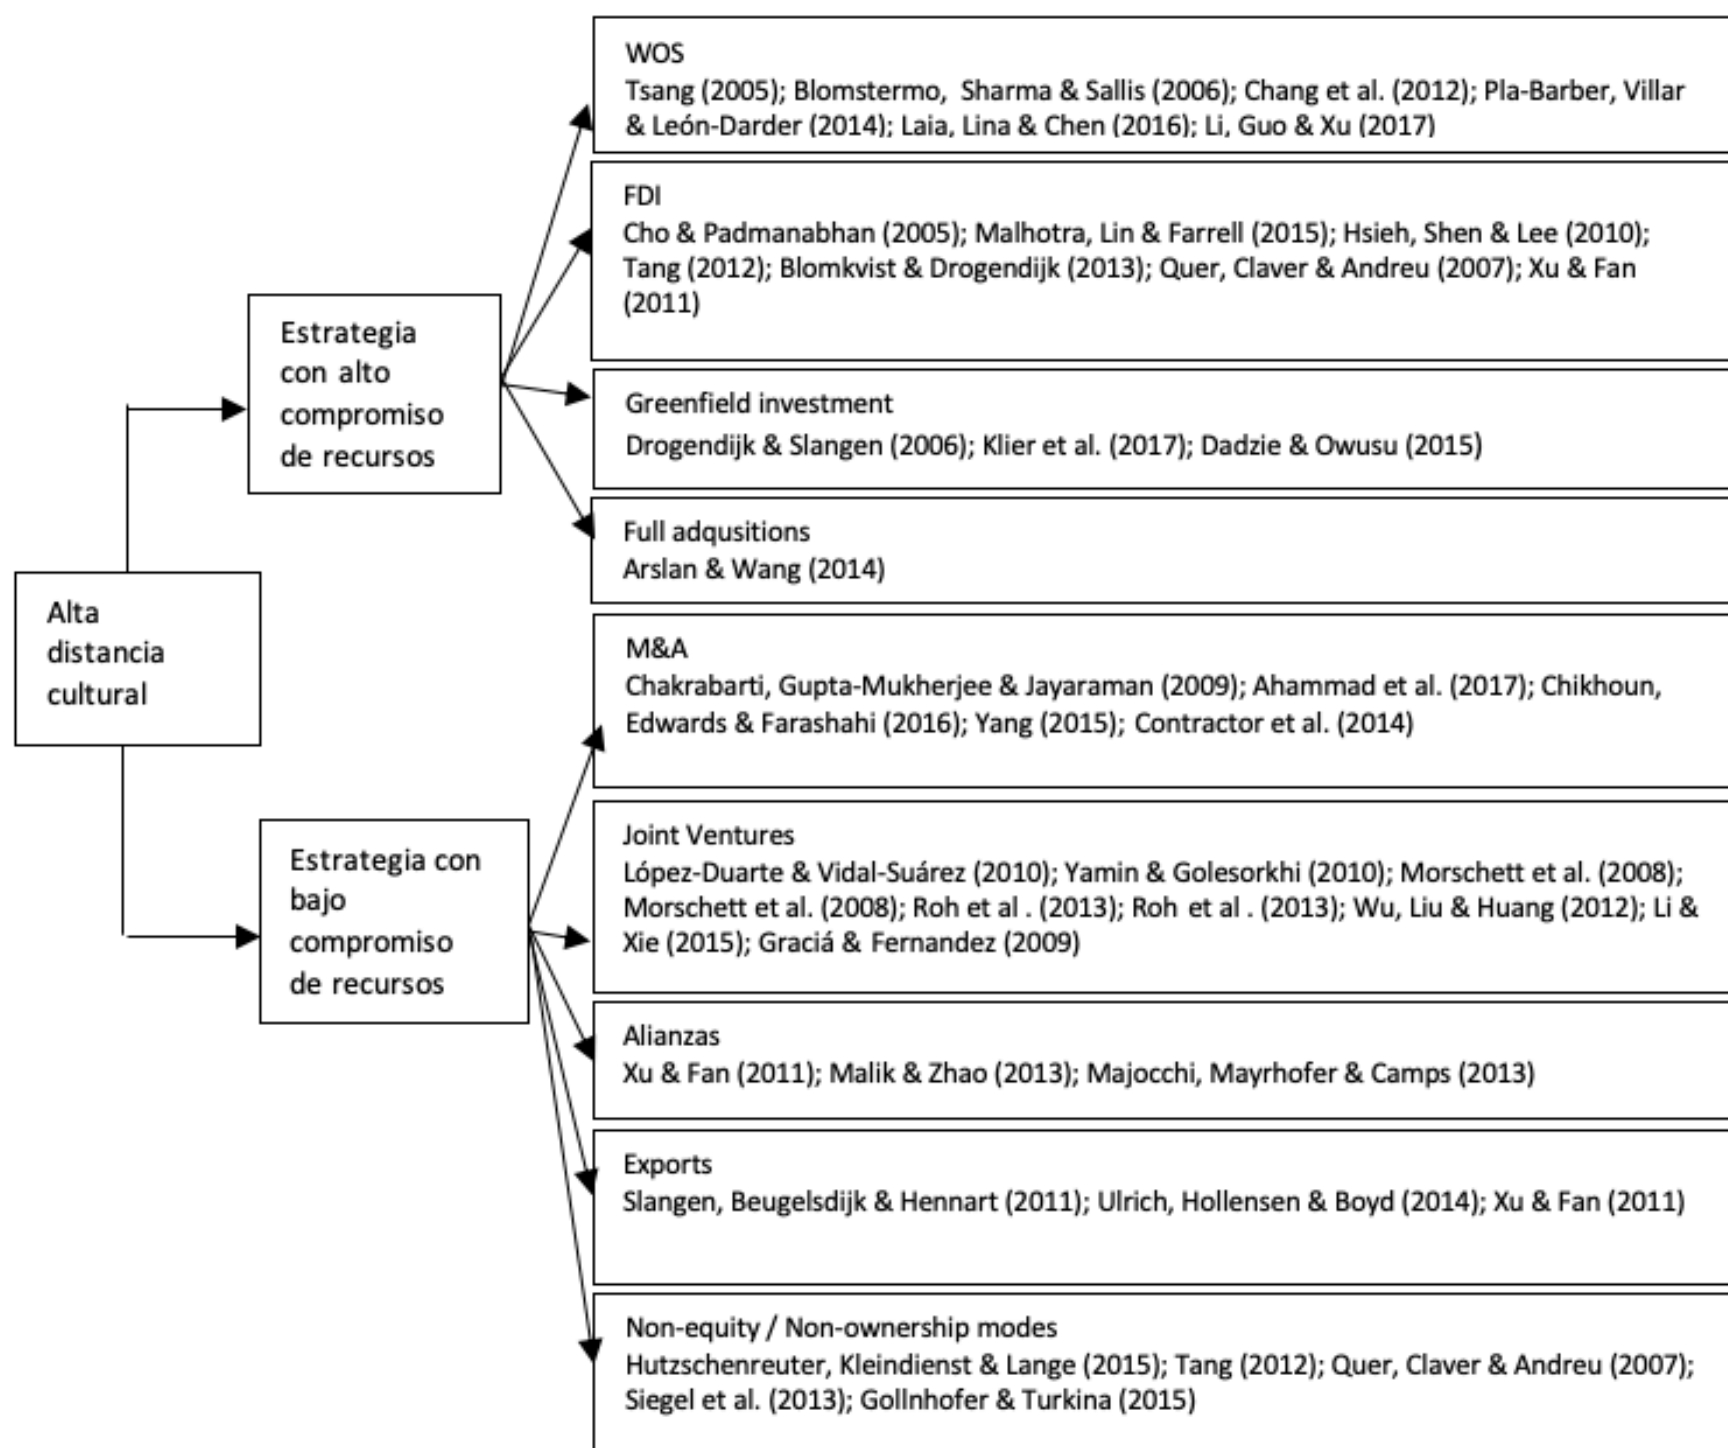 WOS
Tsang (2005); Blomstermo, Sharma & Sallis (2006); Chang et al. (2012); Pla-Barber, Villar
& León-Darder (2014); Laia, Lina & Chen (2016); Li, Guo & Xu (2017)
FDI
Cho & Padmanabhan (2005); Malhotra, Lin & Farrell (2015); Hsieh, Shen & Lee (2010);
Tang (2012); Blomkvist & Drogendijk (2013); Quer, Claver & Andreu (2007); Xu & Fan
(2011)
Estrategia
con alto
compromiso
de recursos
Greenfield investment
Drogendijk & Slangen (2006); Klier et al. (2017); Dadzie & Owusu (2015)
Full adqusitions
Arslan & Wang (2014)
Alta
distancia
cultural
M&A
Chakrabarti, Gupta-Mukherjee & Jayaraman (2009); Ahammad et al. (2017); Chikhoun,
Edwards & Farashahi (2016); Yang (2015); Contractor et al. (2014)
Estrategia con
bajo
compromiso
de recursos
Joint Ventures
López-Duarte & Vidal-Suárez (2010); Yamin & Golesorkhi (2010); Morschett et al. (2008);
Morschett et al. (2008); Roh et al . (2013); Roh et al . (2013); Wu, Liu & Huang (2012); Li &
Xie (2015); Graciá & Fernandez (2009)
Alianzas
Xu & Fan (2011); Malik & Zhao (2013); Majocchi, Mayrhofer & Camps (2013)
Exports
Slangen, Beugelsdijk & Hennart (2011); Ulrich, Hollensen & Boyd (2014); Xu & Fan (2011)
Non-equity / Non-ownership modes
Hutzschenreuter, Kleindienst & Lange (2015); Tang (2012); Quer, Claver & Andreu (2007);
Siegel et al. (2013); Gollnhofer & Turkina (2015)